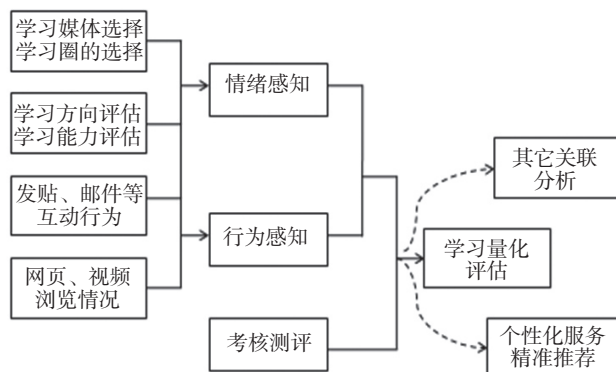 学习媒体选择
学习圈的选择
学习方向评估
学习能力评估
发贴、邮件等
互动行为
网页、视频
浏览情况
情绪感知
行为感知
考核测评
其它关联
分析
学习量化
评估
个性化服务
精准推荐